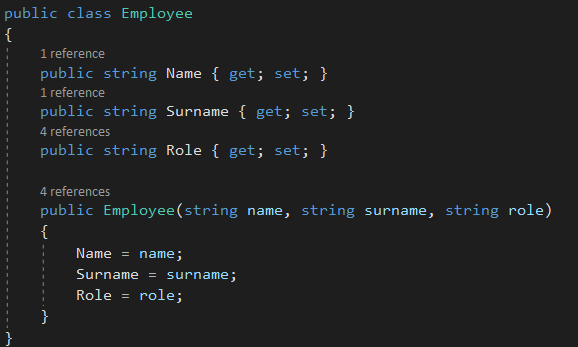 public class Employee
{
1 reference
public string Name { get; set; }
1 reference
public string Surname { get; set; }
4 references
public string Role { get; set; }
4 references
public Employee(string name, string surname, string role)
{
Name = name;
Surname = surname;
Role = role;
}
}